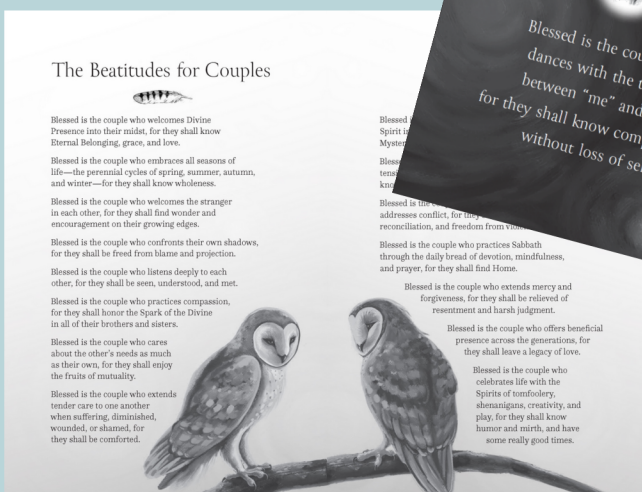 The Beatitudes for Couples
Blessed is the couple who welcomes Divine
Presence into their midst, for they shall know
Eternal Belonging, grace, and love.
Blessed is the couple who embraces all seasons of
life—the perennial cycles of spring, summer, autumn,
and winter—for they shall know wholeness.
Blessed is the couple who welcomes the stranger
in each other, for they shall find wonder and
encouragement on their growing edges.
Blessed is the couple who confronts their own shadows,
for they shall be freed from blame and projection.
Blessed is the couple who listens deeply to each
other, for they shall be seen, understood, and met.
Blessed is the couple who practices compassion,
for they shall honor the Spark of the Divine
in all of their brothers and sisters.
Blessed is the couple who cares
about the other's needs as much
as their own, for they shall enjoy
the fruits of mutuality.
Blessed is the couple who extends
tender care to one another
when suffering, diminished,
wounded, or shamed, for
they shall be comforted.
Blessed
Spirit
Blessed is the
addresses conflict, for
reconciliation, and freedom from
Blessed is the couple who practices Sabbath
through the daily bread of devotion, mindfulness,
and prayer, for they shall find Home.
Blessed is the couple who extends mercy and
forgiveness, for they shall be relieved of
resentment and harsh judgment.
Blessed is the couple who offers beneficial
presence across the generations, for
they shall leave a legacy of love.
Blessed is the couple who
celebrates life with the
Spirits of tomfoolery,
shenanigans, creativity, and
play, for they shall know
humor and mirth, and have
some really good times.
Blessed is the
dances with the
between "me" and
for they shall know
without loss of